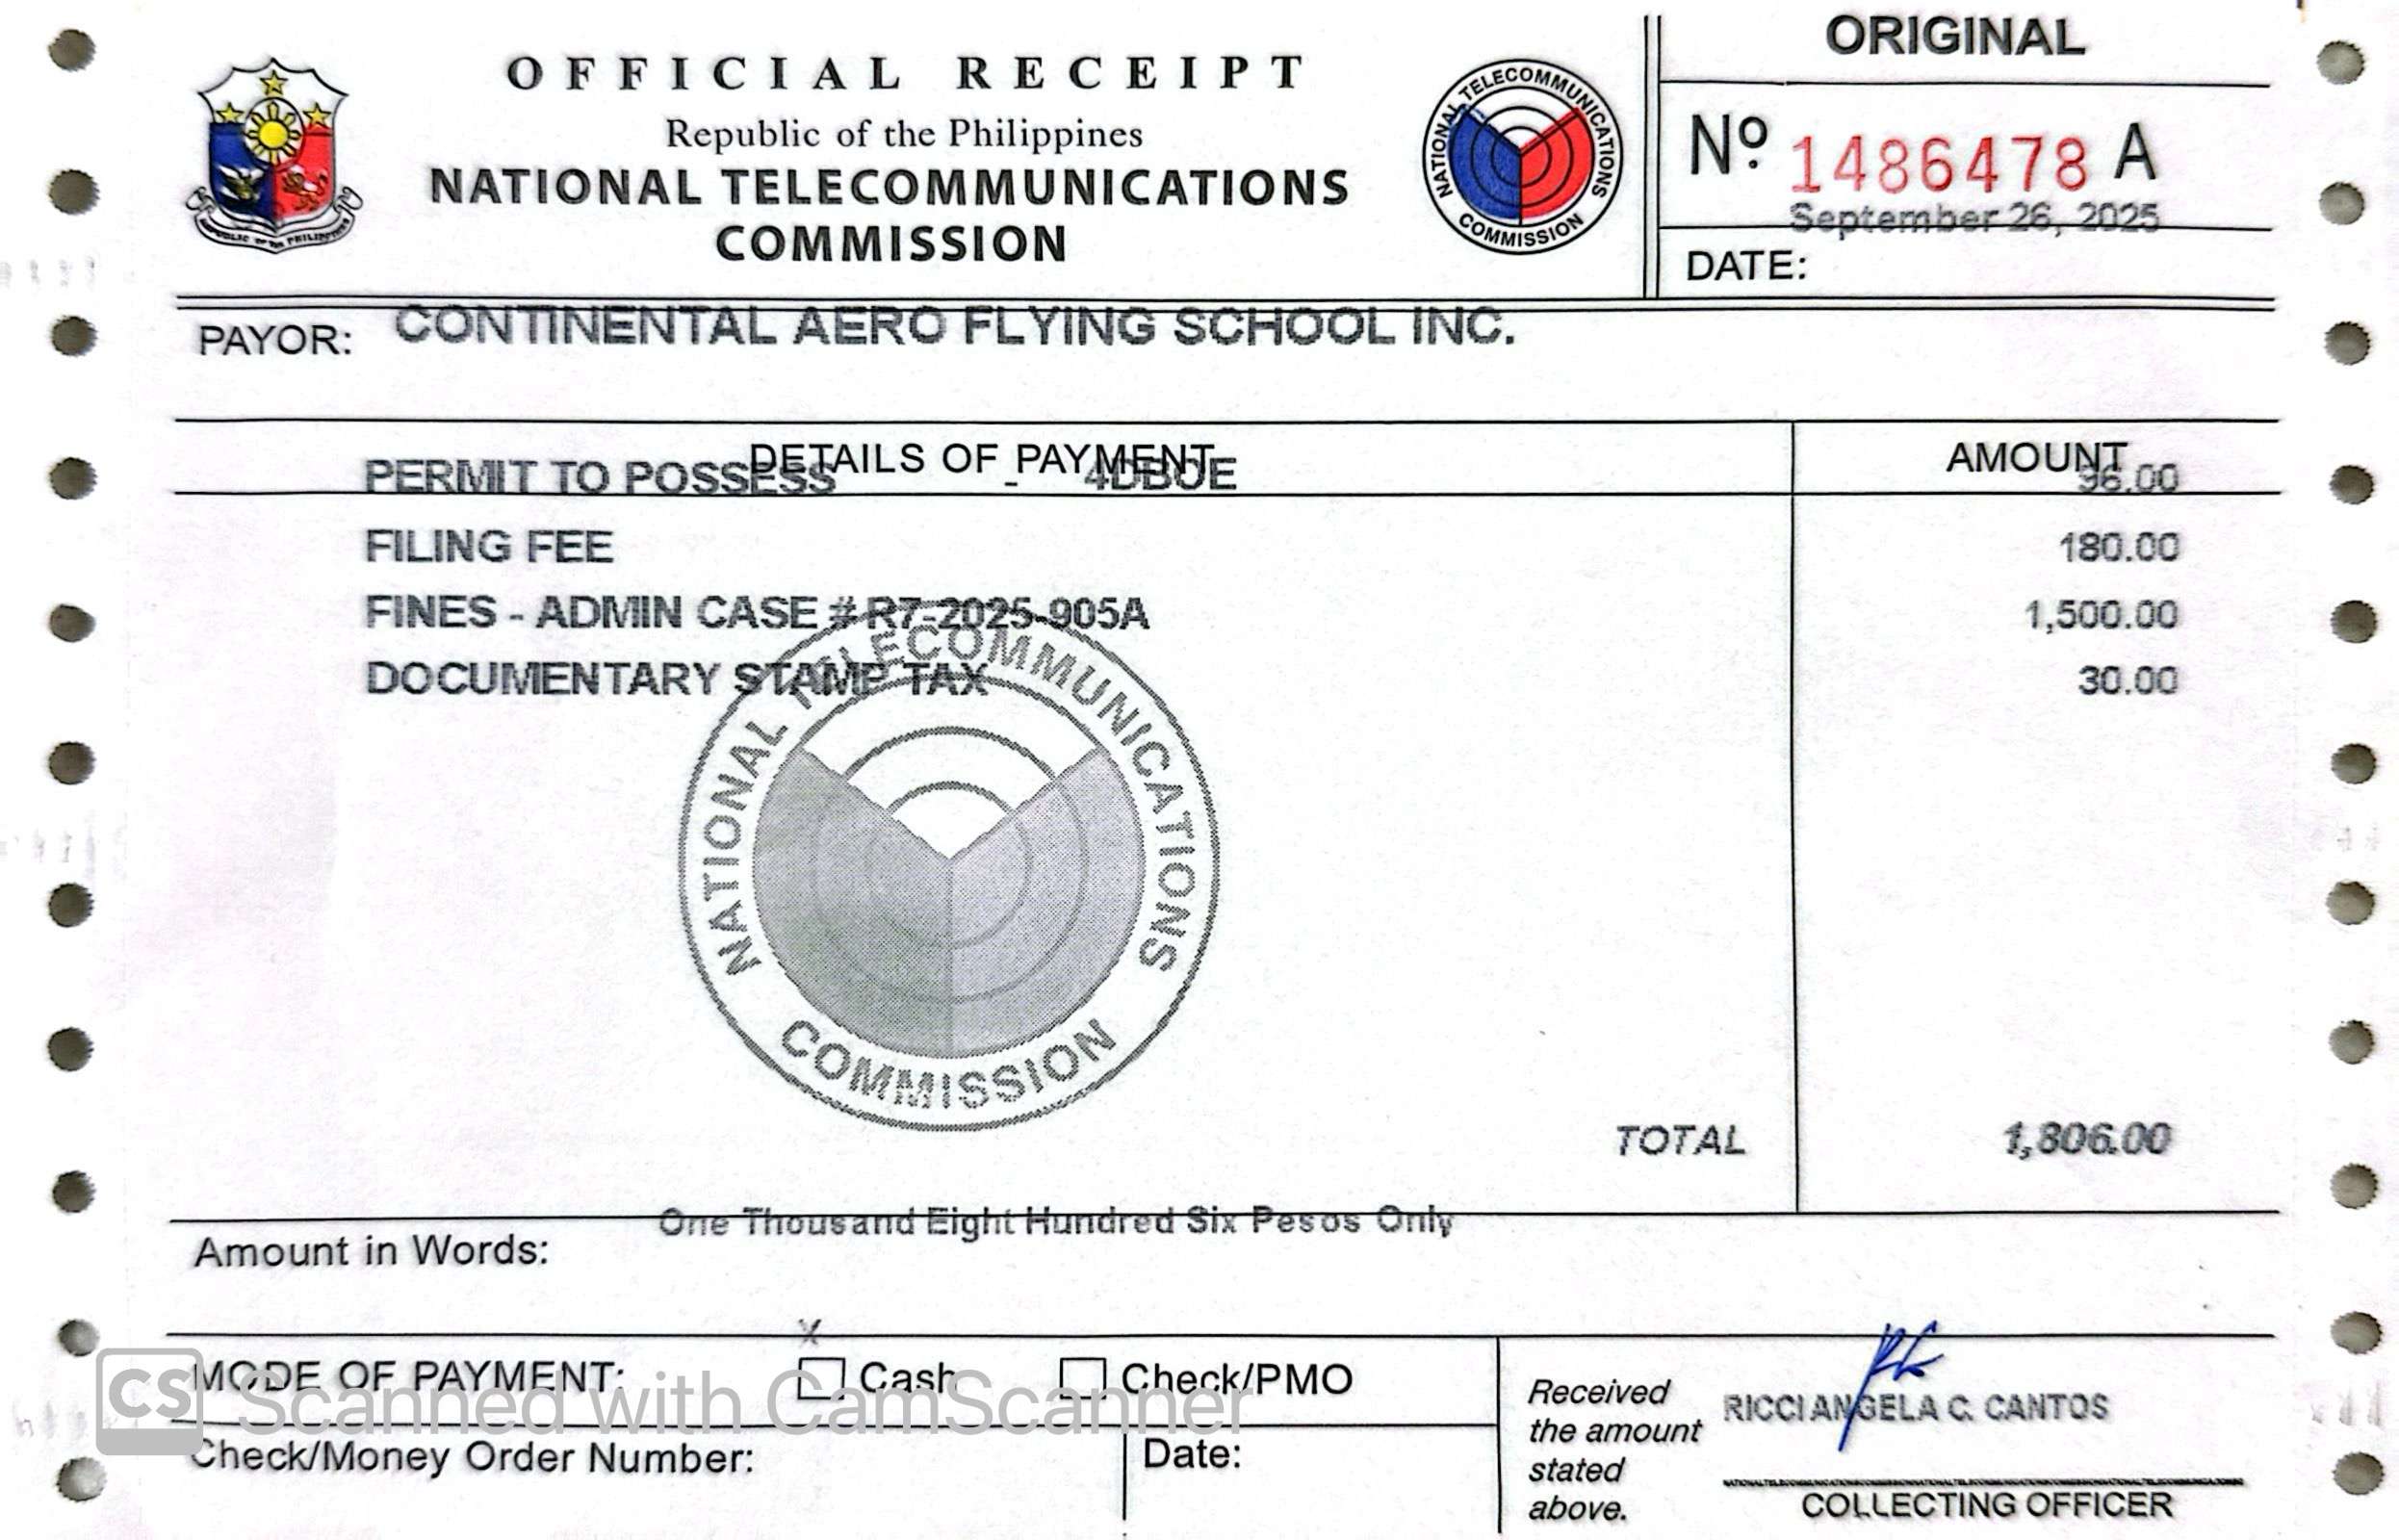 OFFICIAL RECEIPT
Republic of the Philippines
NATIONAL TELECOMMUNICATIONS
COMMISSION
REPUBLIC OF THE PHILIPPINES
NATIONAL TELECOMMUNICATIONS COMMISSION
ORIGINAL
Nº 1486478 A
September 26, 2025
DATE:
PAYOR: CONTINENTAL AERO FLYING SCHOOL INC.
DETAILS OF PAYMENT AMOUNT
PERMIT TO POSSESS - 4DBOE 96.00
FILING FEE 180.00
FINES - ADMIN CASE # R7-2025-905A 1,500.00
DOCUMENTARY STAMP TAX 30.00
NATIONAL TELECOMMUNICATIONS COMMISSION
TOTAL 1,806.00
One Thousand Eight Hundred Six Pesos Only
Amount in Words:
X
MODE OF PAYMENT: Cash Check/PMO
Check/Money Order Number: Date:
Received
the amount
stated
above.
RICCI ANGELA C. CANTOS
COLLECTING OFFICER
CS Scanned with CamScanner